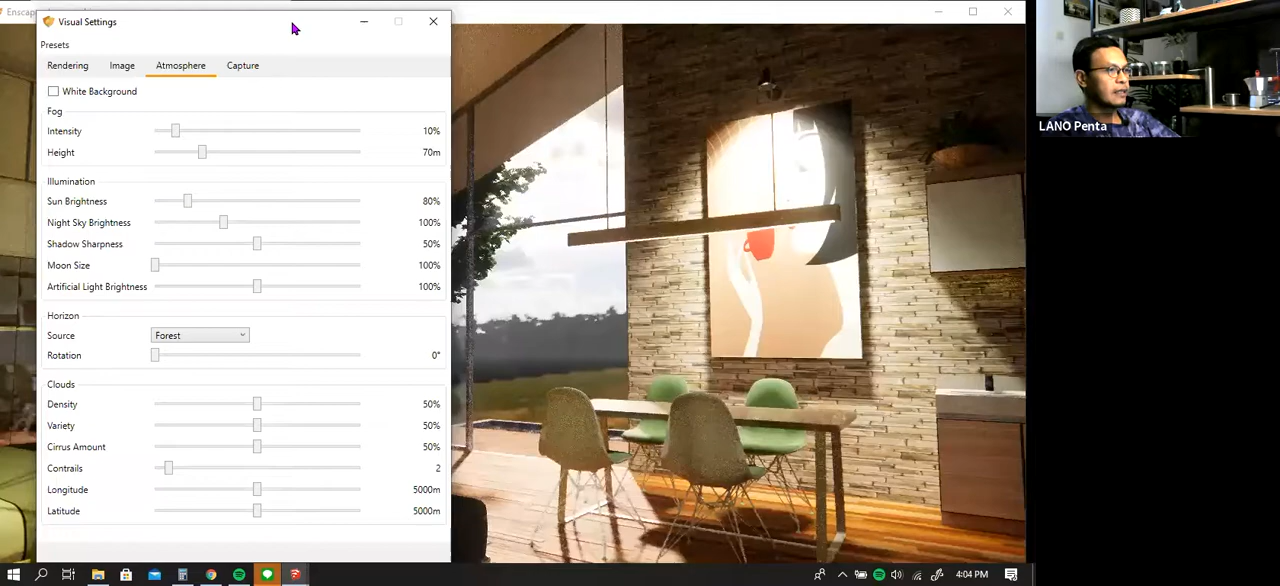 Enscap
Visual Settings
Presets
Rendering Image Atmosphere Capture
White Background
Fog
Intensity 10%
Height 70m
Illumination
Sun Brightness 80%
Night Sky Brightness 100%
Shadow Sharpness 50%
Moon Size 100%
Artificial Light Brightness 100%
Horizon
Source Forest
Rotation 0°
Clouds
Density 50%
Variety 50%
Cirrus Amount 50%
Contrails 2
Longitude 5000m
Latitude 5000m
LANO Penta
4:04 PM